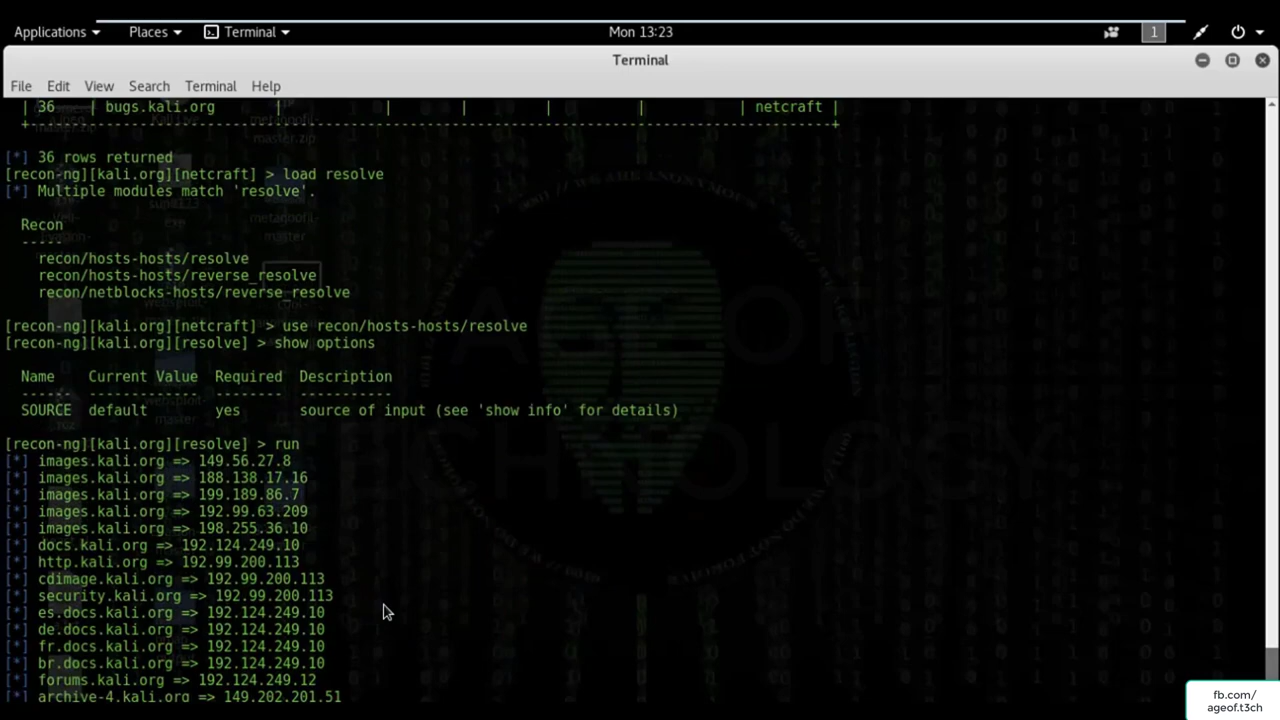 Applications Places Terminal Mon 13:23 1
Terminal
File Edit View Search Terminal Help
| 36 | bugs.kali.org | | | | | netcraft |
+---------------------------------------------------------------------------------------------+
[*] 36 rows returned
[recon-ng][kali.org][netcraft] > load resolve
[*] Multiple modules match 'resolve'.
Recon
-----
recon/hosts-hosts/resolve
recon/hosts-hosts/reverse_resolve
recon/netblocks-hosts/reverse_resolve
[recon-ng][kali.org][netcraft] > use recon/hosts-hosts/resolve
[recon-ng][kali.org][resolve] > show options
Name Current Value Required Description
------ ------------- -------- -----------
SOURCE default yes source of input (see 'show info' for details)
[recon-ng][kali.org][resolve] > run
[*] images.kali.org => 149.56.27.8
[*] images.kali.org => 188.138.17.16
[*] images.kali.org => 199.189.86.7
[*] images.kali.org => 192.99.63.209
[*] images.kali.org => 198.255.36.10
[*] docs.kali.org => 192.124.249.10
[*] http.kali.org => 192.99.200.113
[*] cdimage.kali.org => 192.99.200.113
[*] security.kali.org => 192.99.200.113
[*] es.docs.kali.org => 192.124.249.10
[*] de.docs.kali.org => 192.124.249.10
[*] fr.docs.kali.org => 192.124.249.10
[*] br.docs.kali.org => 192.124.249.10
[*] forums.kali.org => 192.124.249.12
[*] archive-4.kali.org => 149.202.201.51
AGE OF
TECHNOLOGY
fb.com/
ageof.t3ch